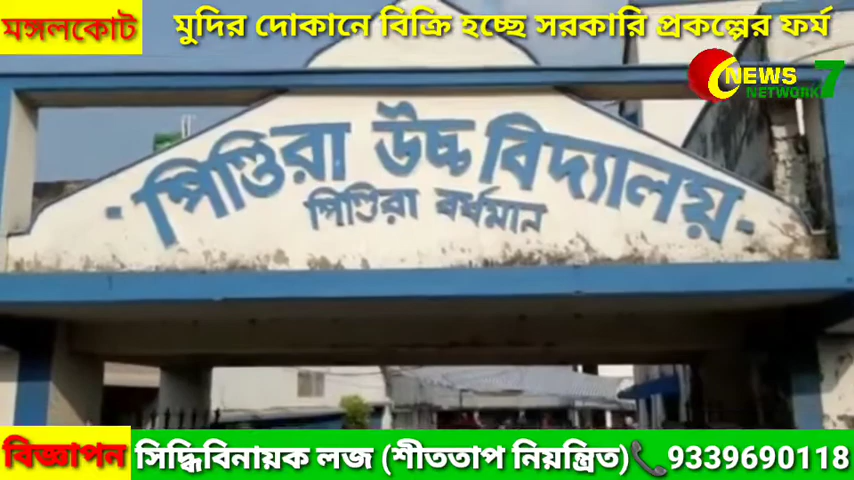 মঙ্গলকোট
মুদির দোকানে বিক্রি হচ্ছে সরকারি প্রকল্পের ফর্ম
NEWS
NETWORK 7
পিণ্ডিরা উচ্চ বিদ্যালয়
পিণ্ডিরা বর্ধমান
বিজ্ঞাপন সিদ্ধিবিনায়ক লজ (শীততাপ নিয়ন্ত্রিত) 9339690118